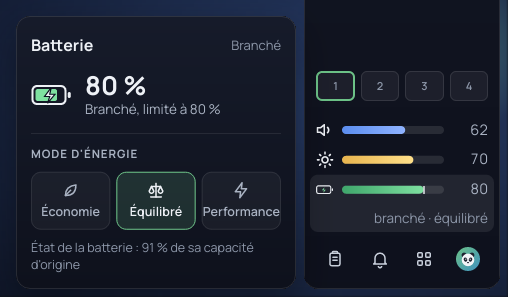 Batterie
Branché
80 %
Branché, limité à 80 %
MODE D'ÉNERGIE
Économie
Équilibré
Performance
État de la batterie : 91 % de sa capacité
d'origine
1
2
3
4
62
70
80
branché · équilibré